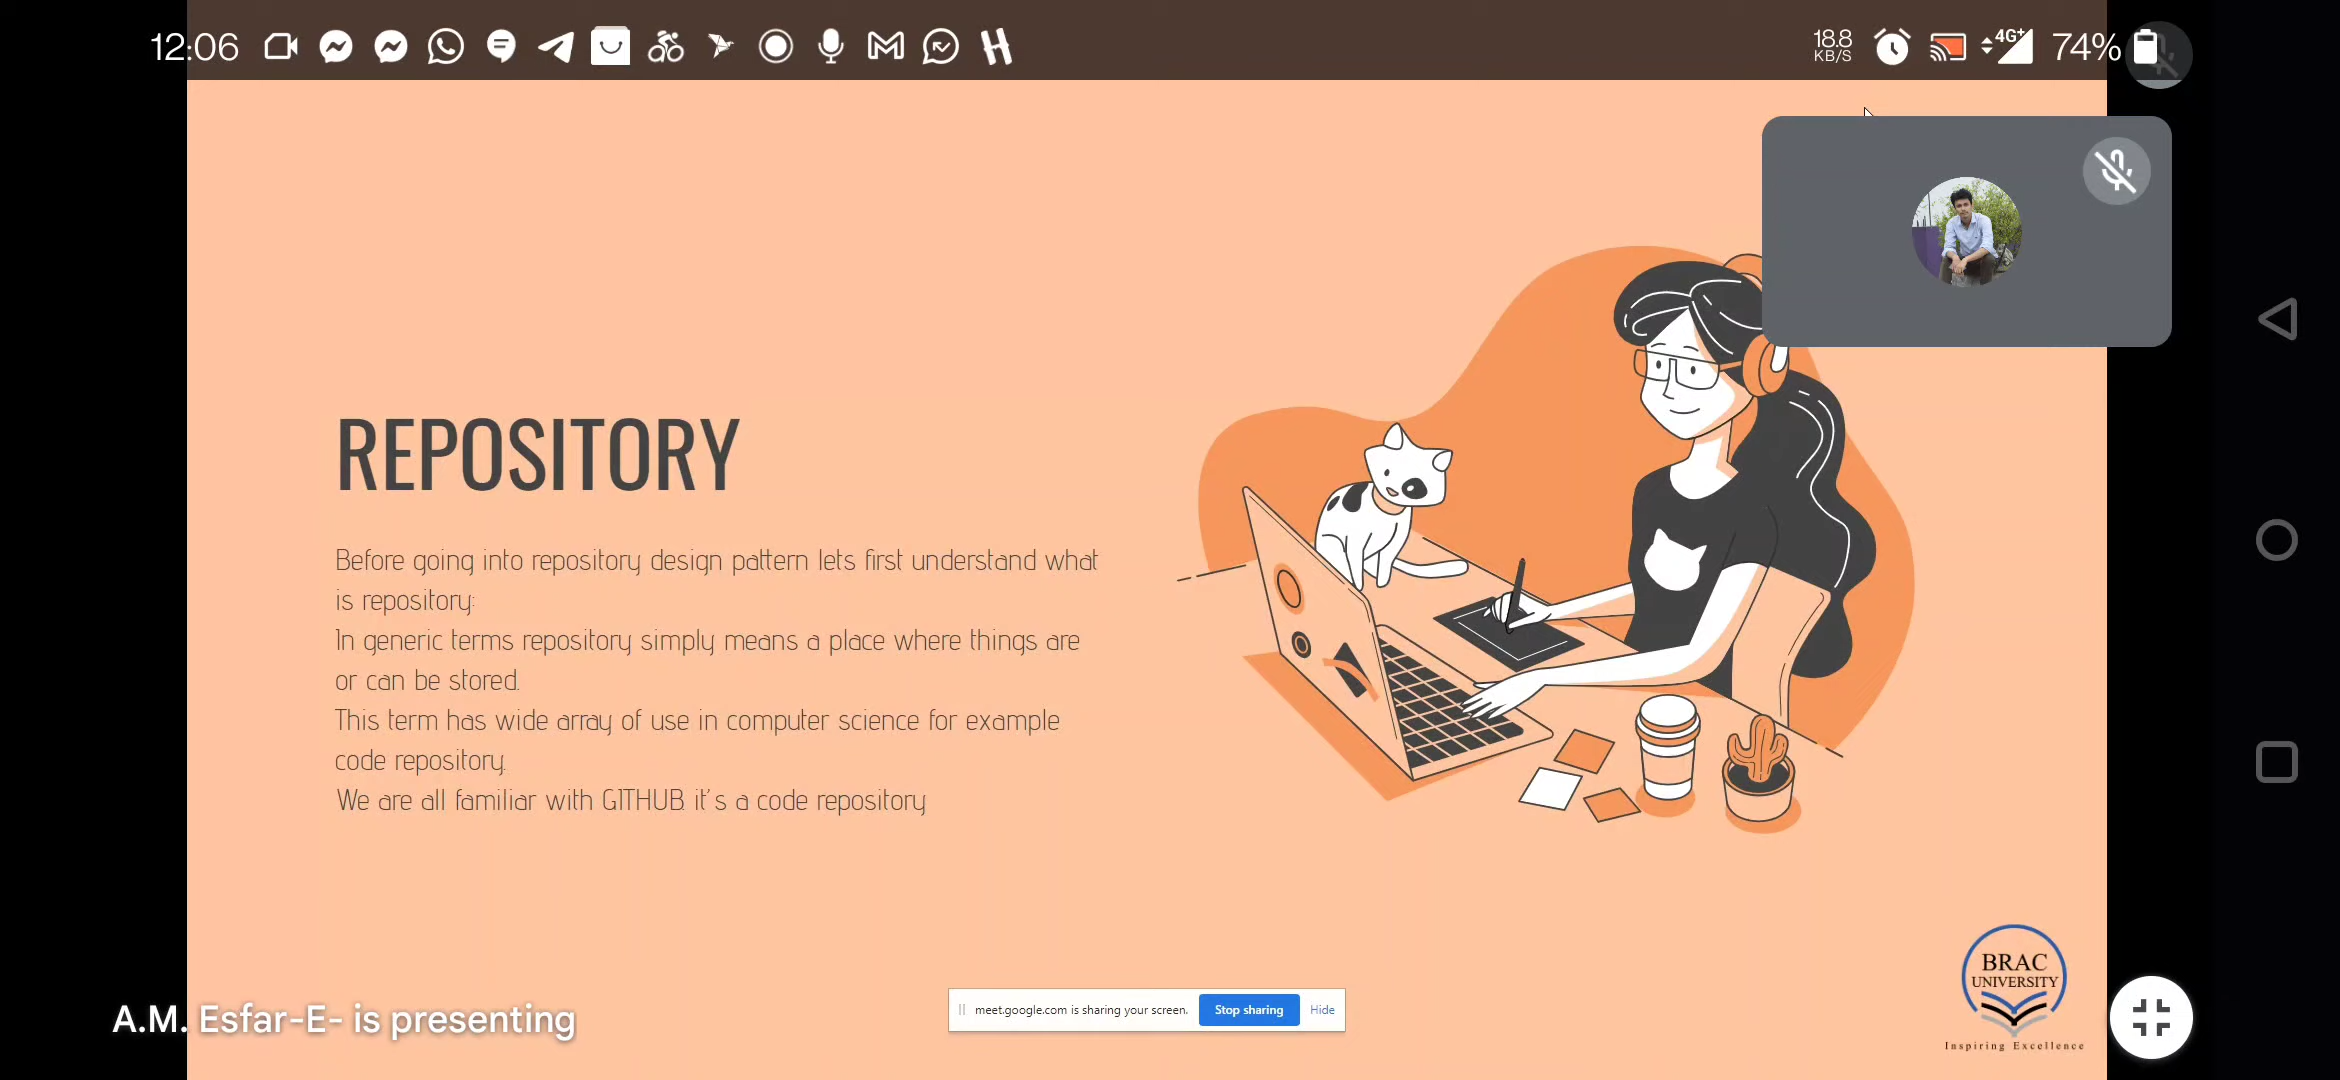 12:06
18.8
KB/S
4G+
74%
REPOSITORY
Before going into repository design pattern lets first understand what
is repository:
In generic terms repository simply means a place where things are
or can be stored.
This term has wide array of use in computer science for example
code repository.
We are all familiar with GITHUB. it's a code repository
BRAC
UNIVERSITY
Inspiring Excellence
meet.google.com is sharing your screen.
Stop sharing
Hide
A.M. Esfar-E- is presenting